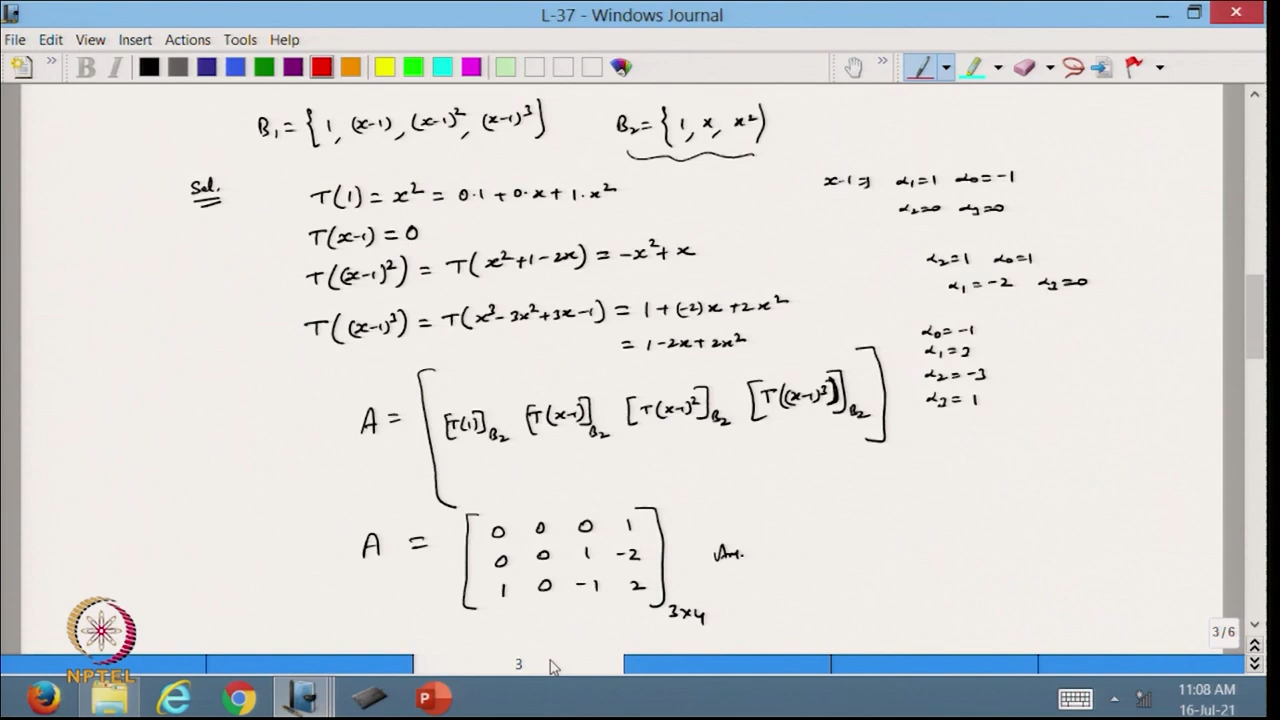 L-37 - Windows Journal
File Edit View Insert Actions Tools Help
B₁ = { 1, (x-1), (x-1)², (x-1)³ } B₂ = { 1, x, x² }
Sol.
T(1) = x² = 0·1 + 0·x + 1·x²
x-1 ⇒ α₁=1 α₀=-1
α₂=0 α₃=0
T(x-1) = 0
T((x-1)²) = T(x²+1-2x) = -x²+x
α₂=1 α₀=1
α₁=-2 α₃=0
T((x-1)³) = T(x³-3x²+3x-1) = 1+(-2)x+2x²
= 1-2x+2x²
α₀=-1
α₁=3
α₂=-3
α₃=1
A = [ [T(1)]B₂ [T(x-1)]B₂ [T(x-1)²]B₂ [T((x-1)³)]B₂ ]
A = [ 0 0 0 1
0 0 1 -2
1 0 -1 2 ]3x4
Ans.
3/6
3
NPTEL
11:08 AM
16-Jul-21